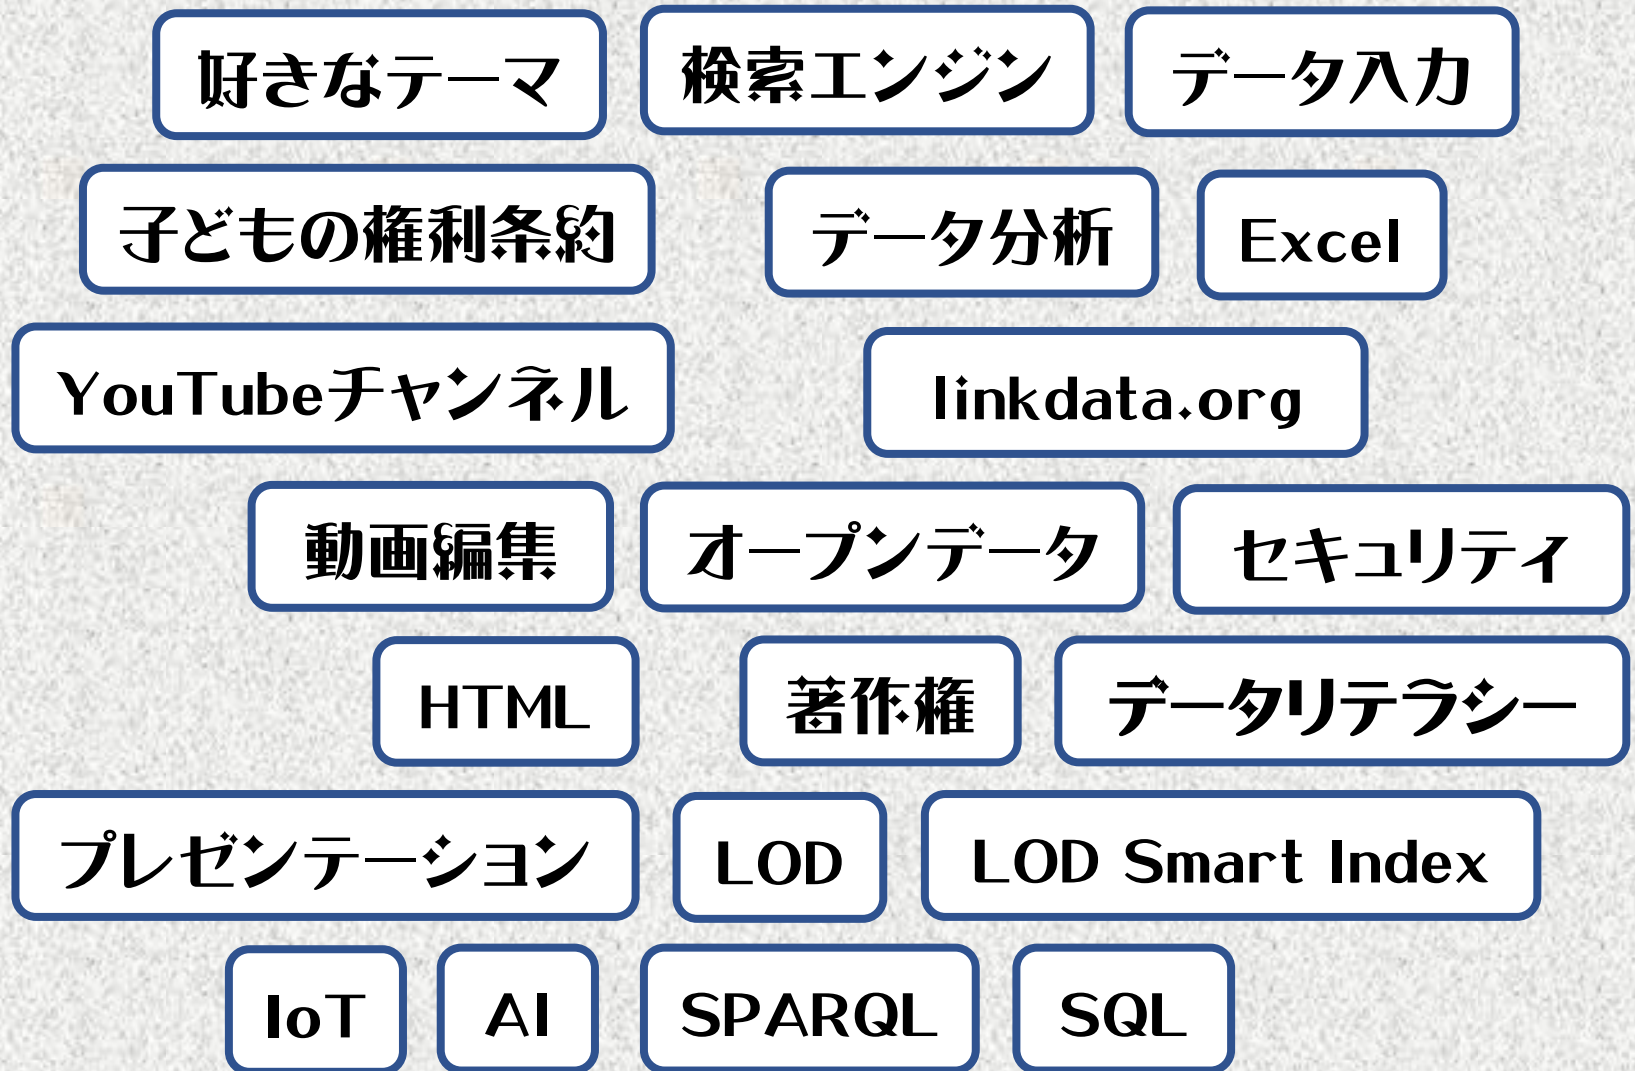 好きなテーマ 検索エンジン データ入力
子どもの権利条約 データ分析 Excel
YouTubeチャンネル linkdata.org
動画編集 オープンデータ セキュリティ
HTML 著作権 データリテラシー
プレゼンテーション LOD LOD Smart Index
IoT AI SPARQL SQL